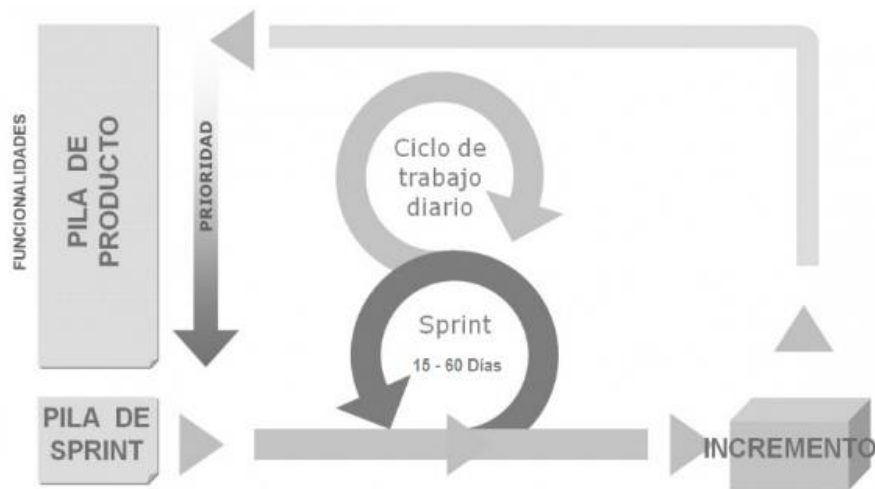 FUNCIONALIDADES
PILA DE
PRODUCTO
PRIORIDAD
Ciclo de
trabajo
diario
Sprint
15 - 60 Días
PILA DE
SPRINT
INCREMENTO